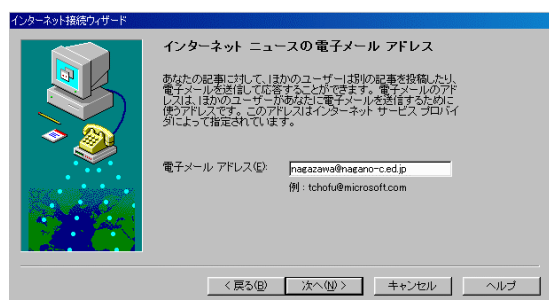 インターネット接続ウィザード
インターネット ニュースの電子メール アドレス
あなたの記事に対して、ほかのユーザーは別の記事を投稿したり、
電子メールを送信して応答することができます。電子メールのアド
レスは、ほかのユーザーがあなたに電子メールを送信するために
使うアドレスです。このアドレスはインターネット サービス プロバイ
ダによって指定されています。
電子メール アドレス(E):
nagazawa@nagano-c.ed.jp
例 : tchofu@microsoft.com
< 戻る(B)
次へ(N) >
キャンセル
ヘルプ